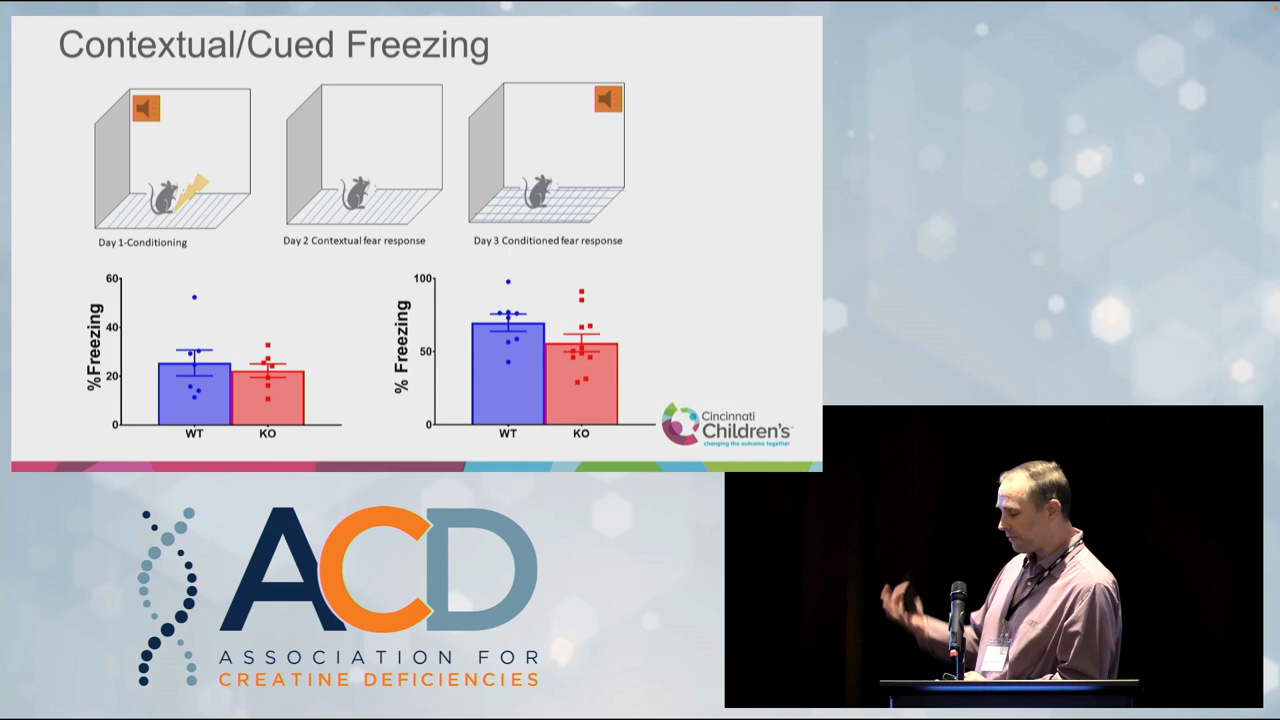 Contextual/Cued Freezing
Day 1-Conditioning
Day 2 Contextual fear response
Day 3 Conditioned fear response
%Freezing
60
40
20
0
WT
KO
% Freezing
100
50
0
WT
KO
Cincinnati
Children's™
changing the outcome together
ACD
ASSOCIATION FOR
CREATINE DEFICIENCIES